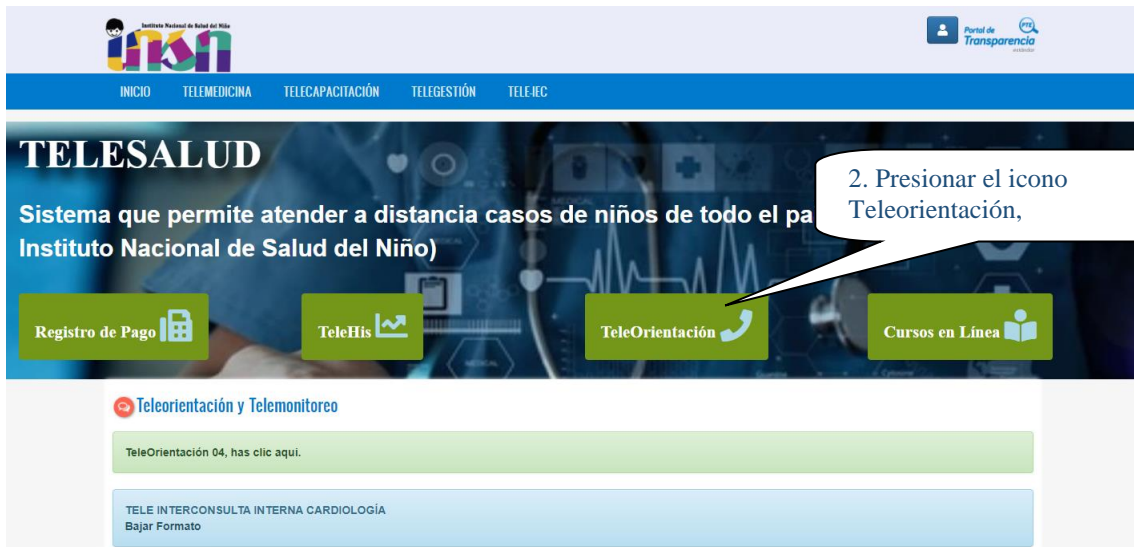 Instituto Nacional de Salud del Niño
insn
Portal de
PTE
Transparencia
estándar
INICIO TELEMEDICINA TELECAPACITACIÓN TELEGESTIÓN TELE-IEC
TELESALUD
Sistema que permite atender a distancia casos de niños de todo el pa
Instituto Nacional de Salud del Niño)
2. Presionar el icono
Teleorientación,
Registro de Pago TeleHis TeleOrientación Cursos en Línea
Teleorientación y Telemonitoreo
TeleOrientación 04, has clic aqui.
TELE INTERCONSULTA INTERNA CARDIOLOGÍA
Bajar Formato